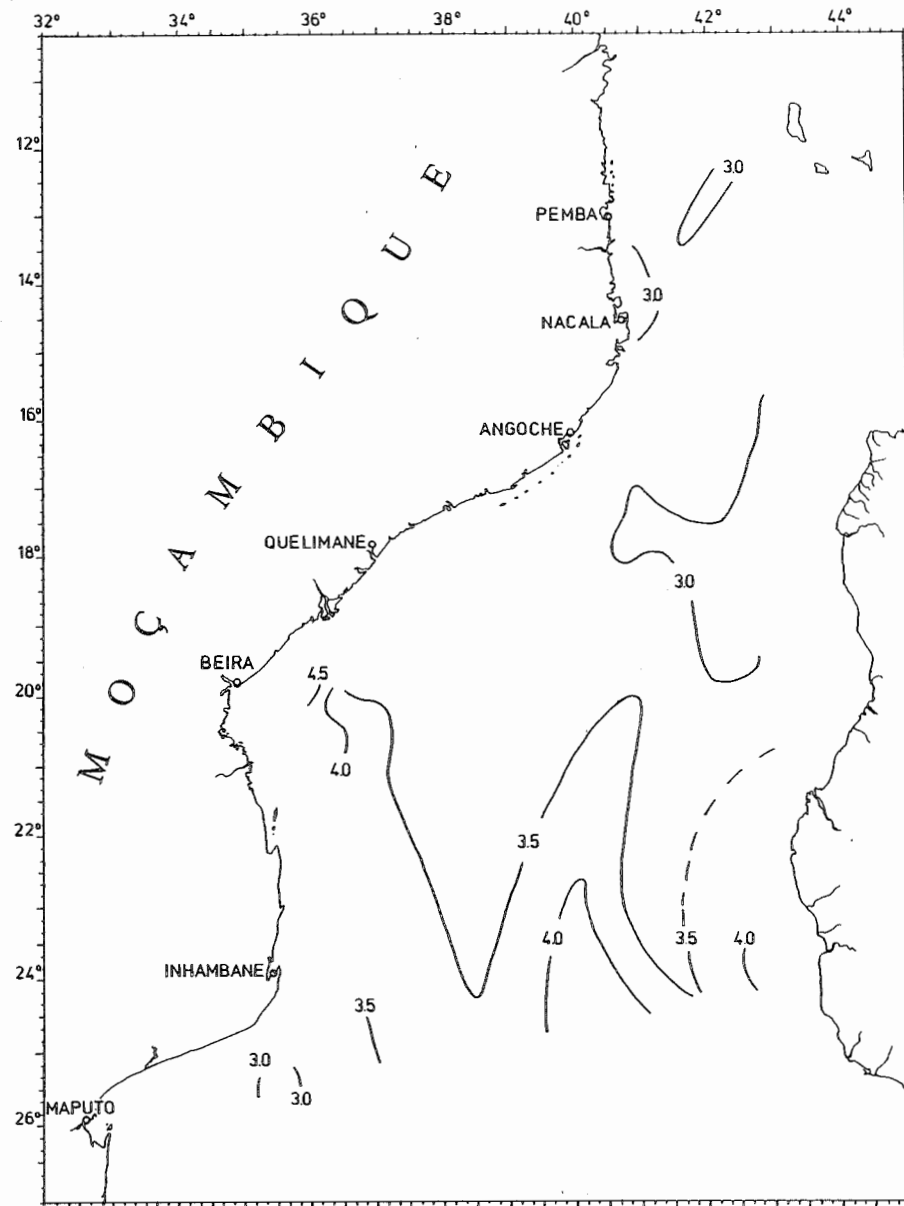 32° 34° 36° 38° 40° 42° 44°
12°
3.0
MOÇAMBIQUE
PEMBA
14°
3.0
NACALA
16°
ANGOCHE
QUELIMANE
18°
3.0
BEIRA
4.5
20°
4.0
22°
3.5
4.0
3.5
4.0
INHAMBANE
24°
3.5
3.0
3.0
MAPUTO
26°